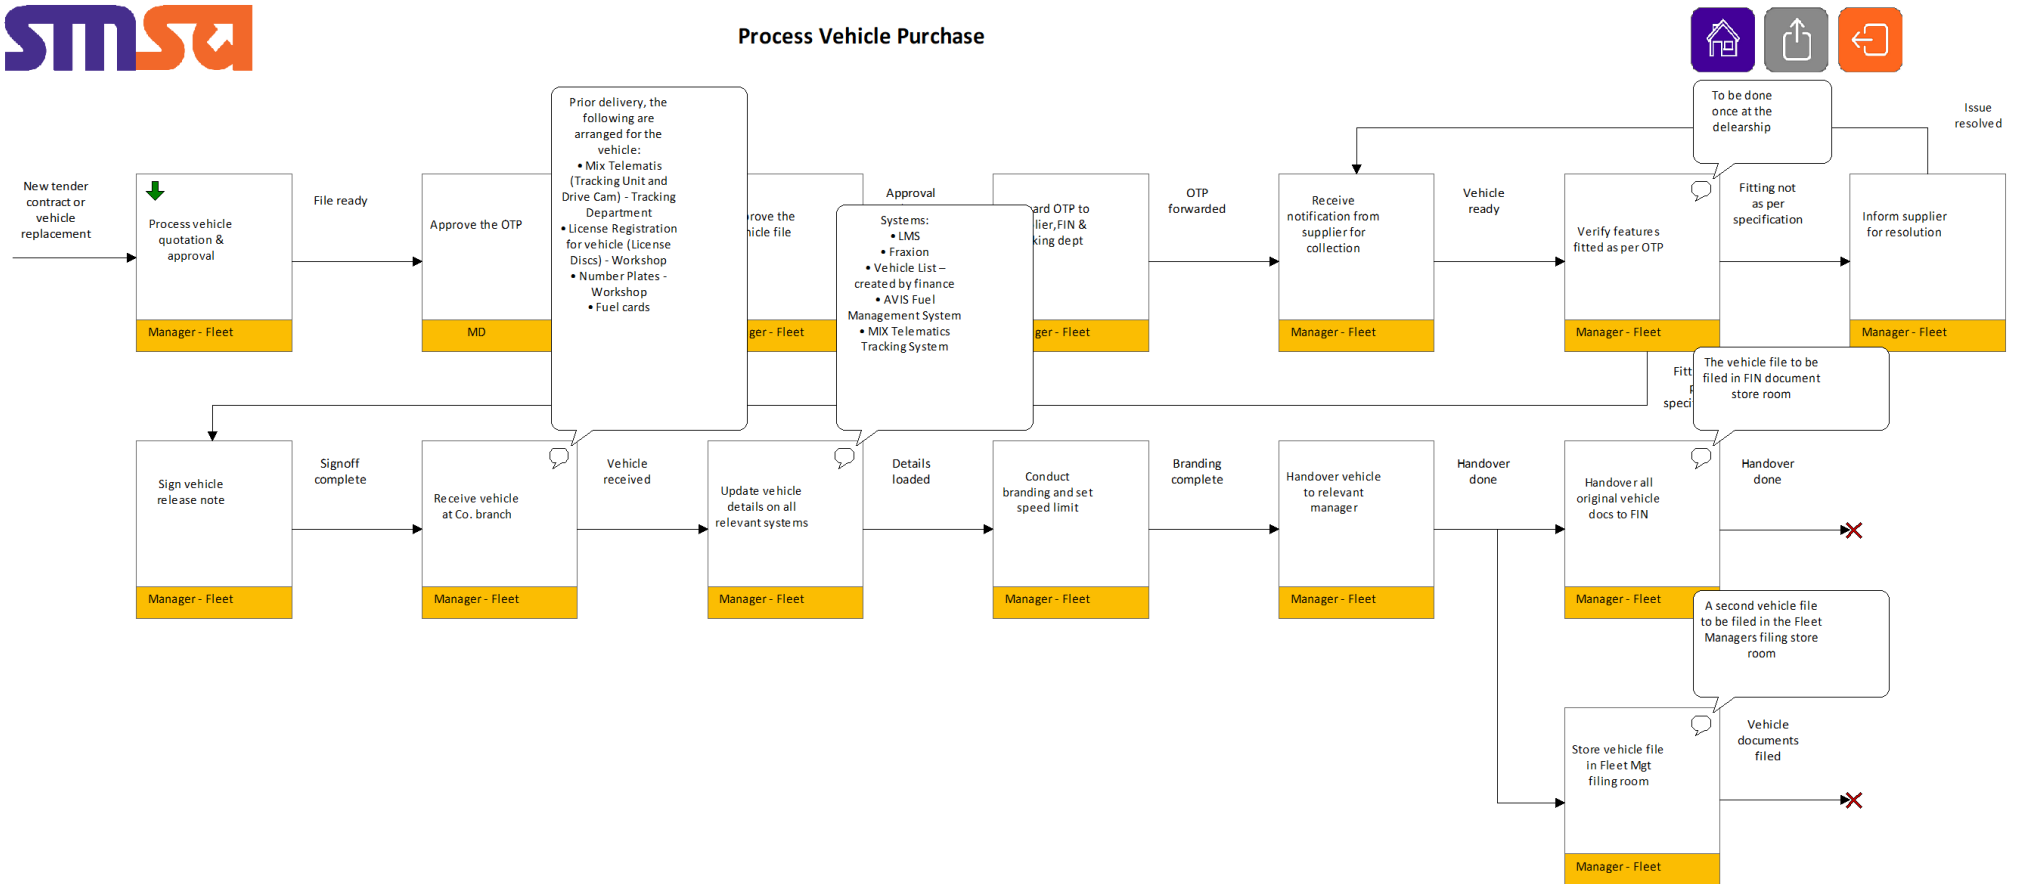 smsa
Process Vehicle Purchase
New tender
contract or
vehicle
replacement
Process vehicle
quotation &
approval
Manager - Fleet
File ready
Approve the OTP
MD
Prior delivery, the
following are
arranged for the
vehicle:
• Mix Telematis
(Tracking Unit and
Drive Cam) - Tracking
Department
• License Registration
for vehicle (License
Discs) - Workshop
• Number Plates -
Workshop
• Fuel cards
the
file
Fleet
Approval
Systems:
• LMS
• Fraxion
• Vehicle List –
created by finance
• AVIS Fuel
Management System
• MIX Telematics
Tracking System
OTP to
FIN &
dept
Fleet
OTP
forwarded
Receive
notification from
supplier for
collection
Manager - Fleet
Vehicle
ready
To be done
once at the
delearship
Verify features
fitted as per OTP
Manager - Fleet
Fitting not
as per
specification
Issue
resolved
Inform supplier
for resolution
Manager - Fleet
The vehicle file to be
filed in FIN document
store room
Sign vehicle
release note
Manager - Fleet
Signoff
complete
Receive vehicle
at Co. branch
Manager - Fleet
Vehicle
received
Update vehicle
details on all
relevant systems
Manager - Fleet
Details
loaded
Conduct
branding and set
speed limit
Manager - Fleet
Branding
complete
Handover vehicle
to relevant
manager
Manager - Fleet
Handover
done
Handover all
original vehicle
docs to FIN
Manager - Fleet
Handover
done
A second vehicle file
to be filed in the Fleet
Managers filing store
room
Store vehicle file
in Fleet Mgt
filing room
Manager - Fleet
Vehicle
documents
filed